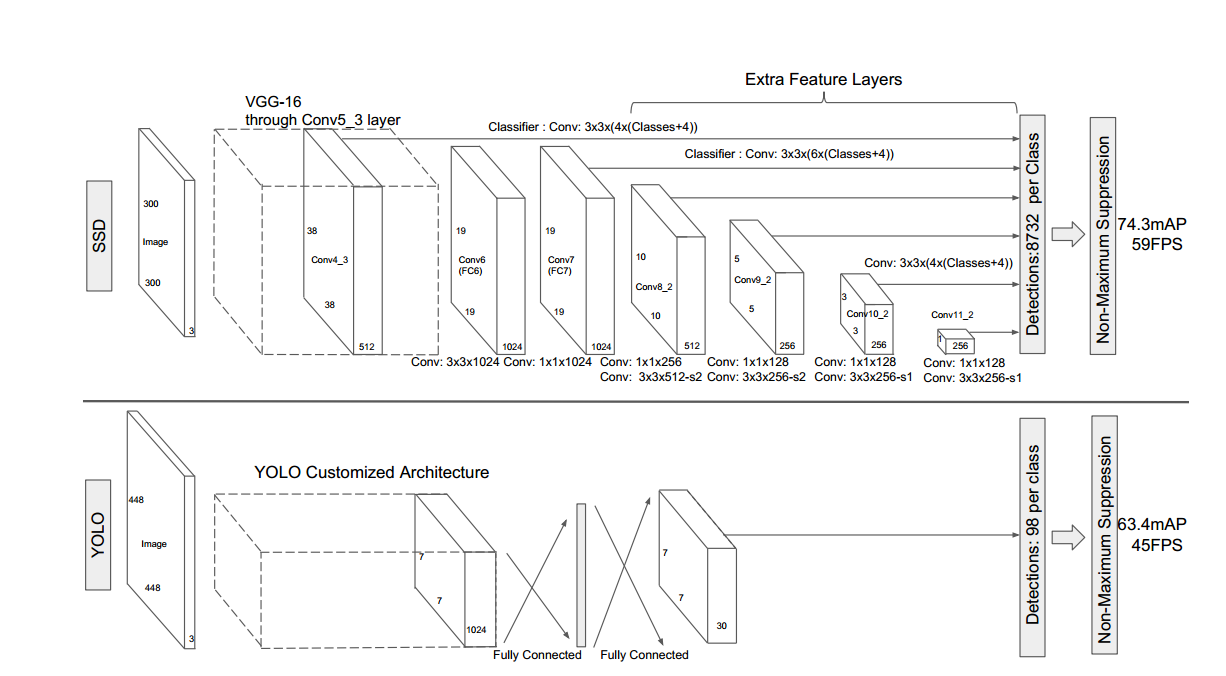 Extra Feature Layers
VGG-16
through Conv5_3 layer
Classifier : Conv: 3x3x(4x(Classes+4))
Classifier : Conv: 3x3x(6x(Classes+4))
SSD
300
Image
300
3
38
Conv4_3
38
512
19
Conv6
(FC6)
19
1024
19
Conv7
(FC7)
19
1024
10
Conv8_2
10
512
5
Conv9_2
5
256
Conv: 3x3x(4x(Classes+4))
3
Conv10_2
3
256
Conv11_2
1
256
Conv: 3x3x1024
Conv: 1x1x1024
Conv: 1x1x256
Conv: 3x3x512-s2
Conv: 1x1x128
Conv: 3x3x256-s2
Conv: 1x1x128
Conv: 3x3x256-s1
Conv: 1x1x128
Conv: 3x3x256-s1
Detections:8732 per Class
Non-Maximum Suppression
74.3mAP
59FPS
YOLO
448
Image
448
3
YOLO Customized Architecture
7
7
1024
Fully Connected
Fully Connected
7
7
30
Detections: 98 per class
Non-Maximum Suppression
63.4mAP
45FPS